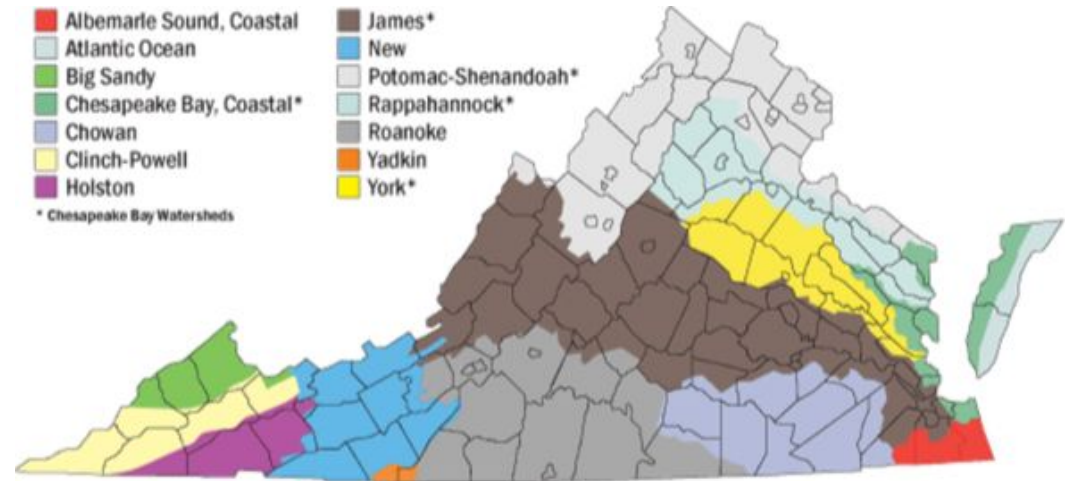 Albemarle Sound, Coastal
Atlantic Ocean
Big Sandy
Chesapeake Bay, Coastal*
Chowan
Clinch-Powell
Holston
* Chesapeake Bay Watersheds
James*
New
Potomac-Shenandoah*
Rappahannock*
Roanoke
Yadkin
York*